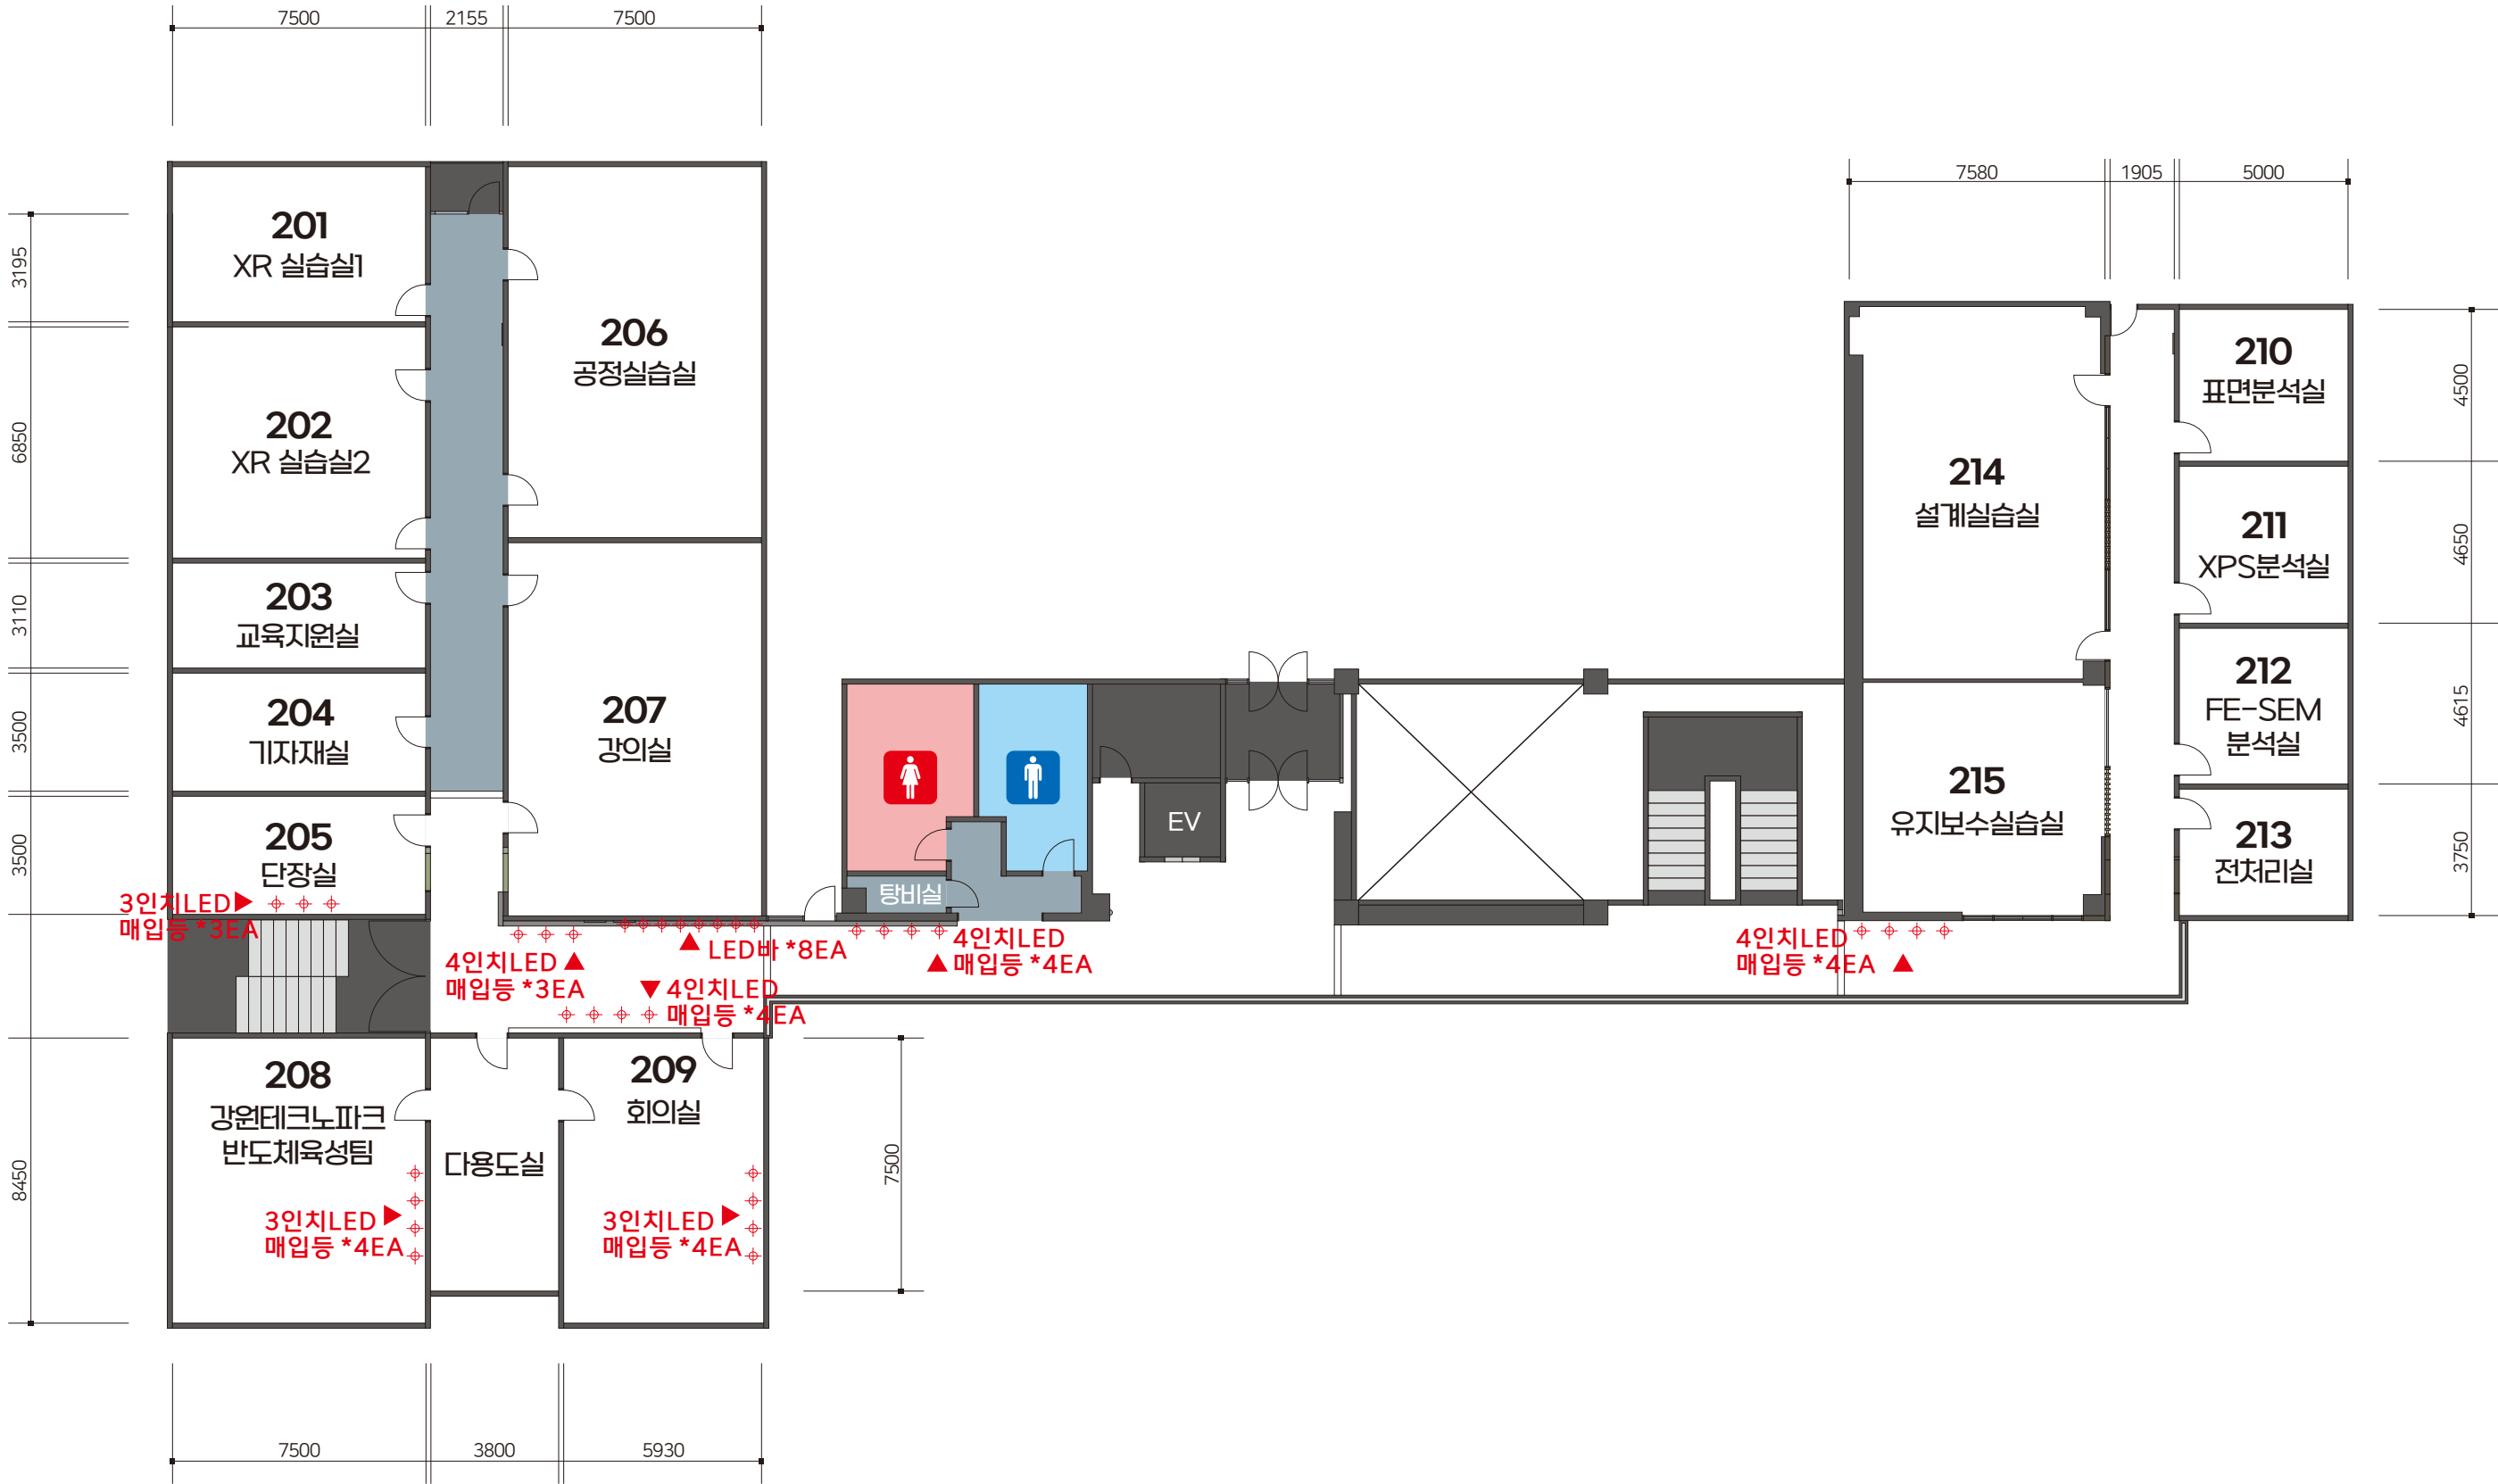 7500
2155
7500
7580
1905
5000
3195
6850
3110
3500
3500
8450
201
XR 실습실1
202
XR 실습실2
203
교육지원실
204
기자재실
205
단장실
206
공정실습실
207
강의실
탕비실
EV
214
설계실습실
215
유지보수실습실
210
표면분석실
211
XPS분석실
212
FE-SEM
분석실
213
전처리실
4500
4650
4615
3750
3인치LED
매입등 *3EA
4인치LED
매입등 *3EA
LED바 *8EA
4인치LED
매입등 *4EA
4인치LED
매입등 *4EA
4인치LED
매입등 *4EA
208
강원테크노파크
반도체육성팀
3인치LED
매입등 *4EA
다용도실
209
회의실
3인치LED
매입등 *4EA
7500
7500
3800
5930